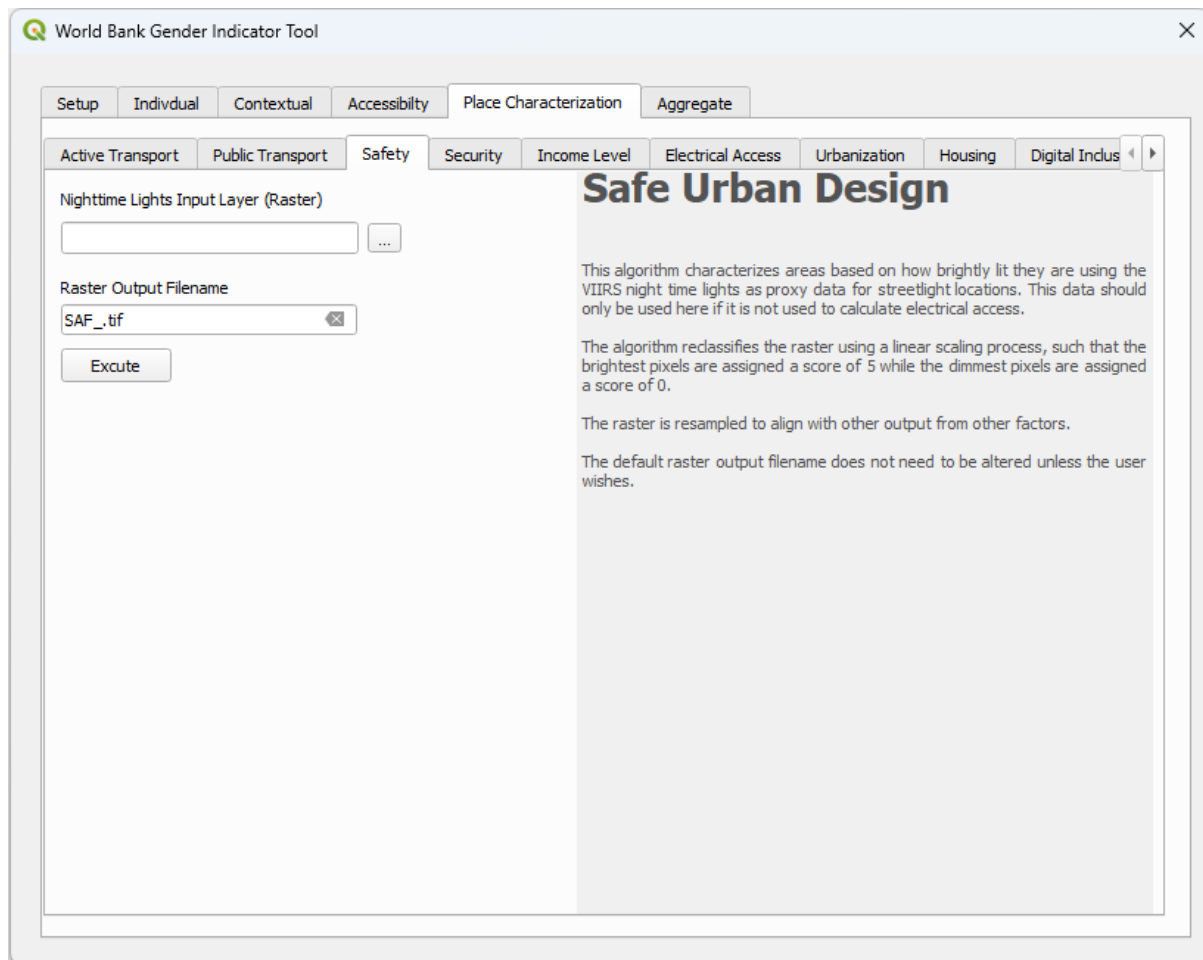 World Bank Gender Indicator Tool
Setup Indivdual Contextual Accessibilty Place Characterization Aggregate
Active Transport Public Transport Safety Security Income Level Electrical Access Urbanization Housing Digital Inclus
Nighttime Lights Input Layer (Raster)
...
Raster Output Filename
SAF_.tif
Excute
Safe Urban Design
This algorithm characterizes areas based on how brightly lit they are using the
VIIRS night time lights as proxy data for streetlight locations. This data should
only be used here if it is not used to calculate electrical access.
The algorithm reclassifies the raster using a linear scaling process, such that the
brightest pixels are assigned a score of 5 while the dimmest pixels are assigned
a score of 0.
The raster is resampled to align with other output from other factors.
The default raster output filename does not need to be altered unless the user
wishes.